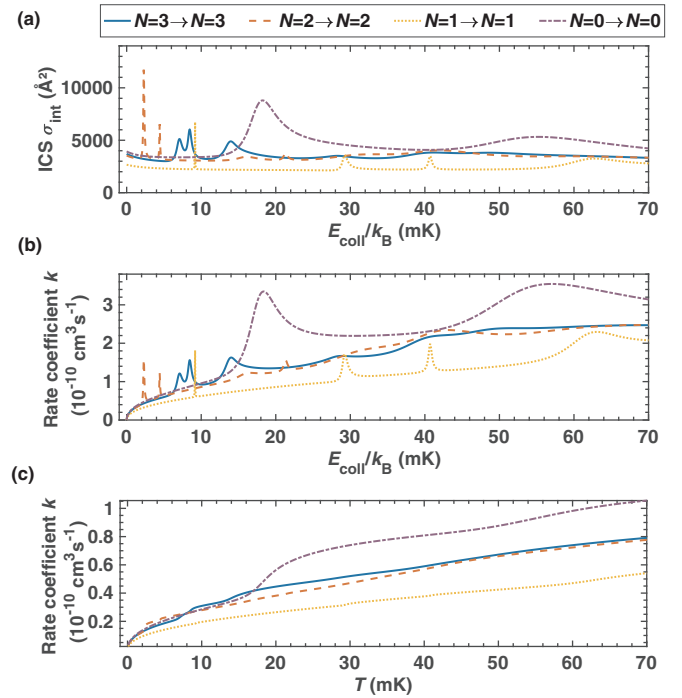 (a)
N=3→N=3 N=2→N=2 N=1→N=1 N=0→N=0
ICS σint (Å²)
10000
5000
0
0 10 20 30 40 50 60 70
Ecoll/kB (mK)
(b)
Rate coefficient k
(10⁻¹⁰ cm³s⁻¹)
3
2
1
0
0 10 20 30 40 50 60 70
Ecoll/kB (mK)
(c)
Rate coefficient k
(10⁻¹⁰ cm³s⁻¹)
1
0.8
0.6
0.4
0.2
0 10 20 30 40 50 60 70
T (mK)